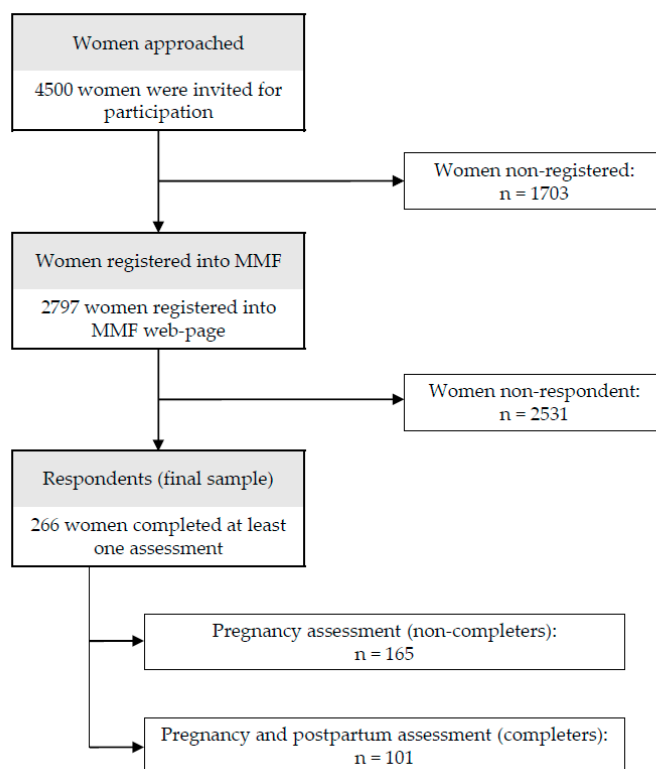 Women approached
4500 women were invited for
participation
Women non-registered:
n = 1703
Women registered into MMF
2797 women registered into
MMF web-page
Women non-respondent:
n = 2531
Respondents (final sample)
266 women completed at least
one assessment
Pregnancy assessment (non-completers):
n = 165
Pregnancy and postpartum assessment (completers):
n = 101